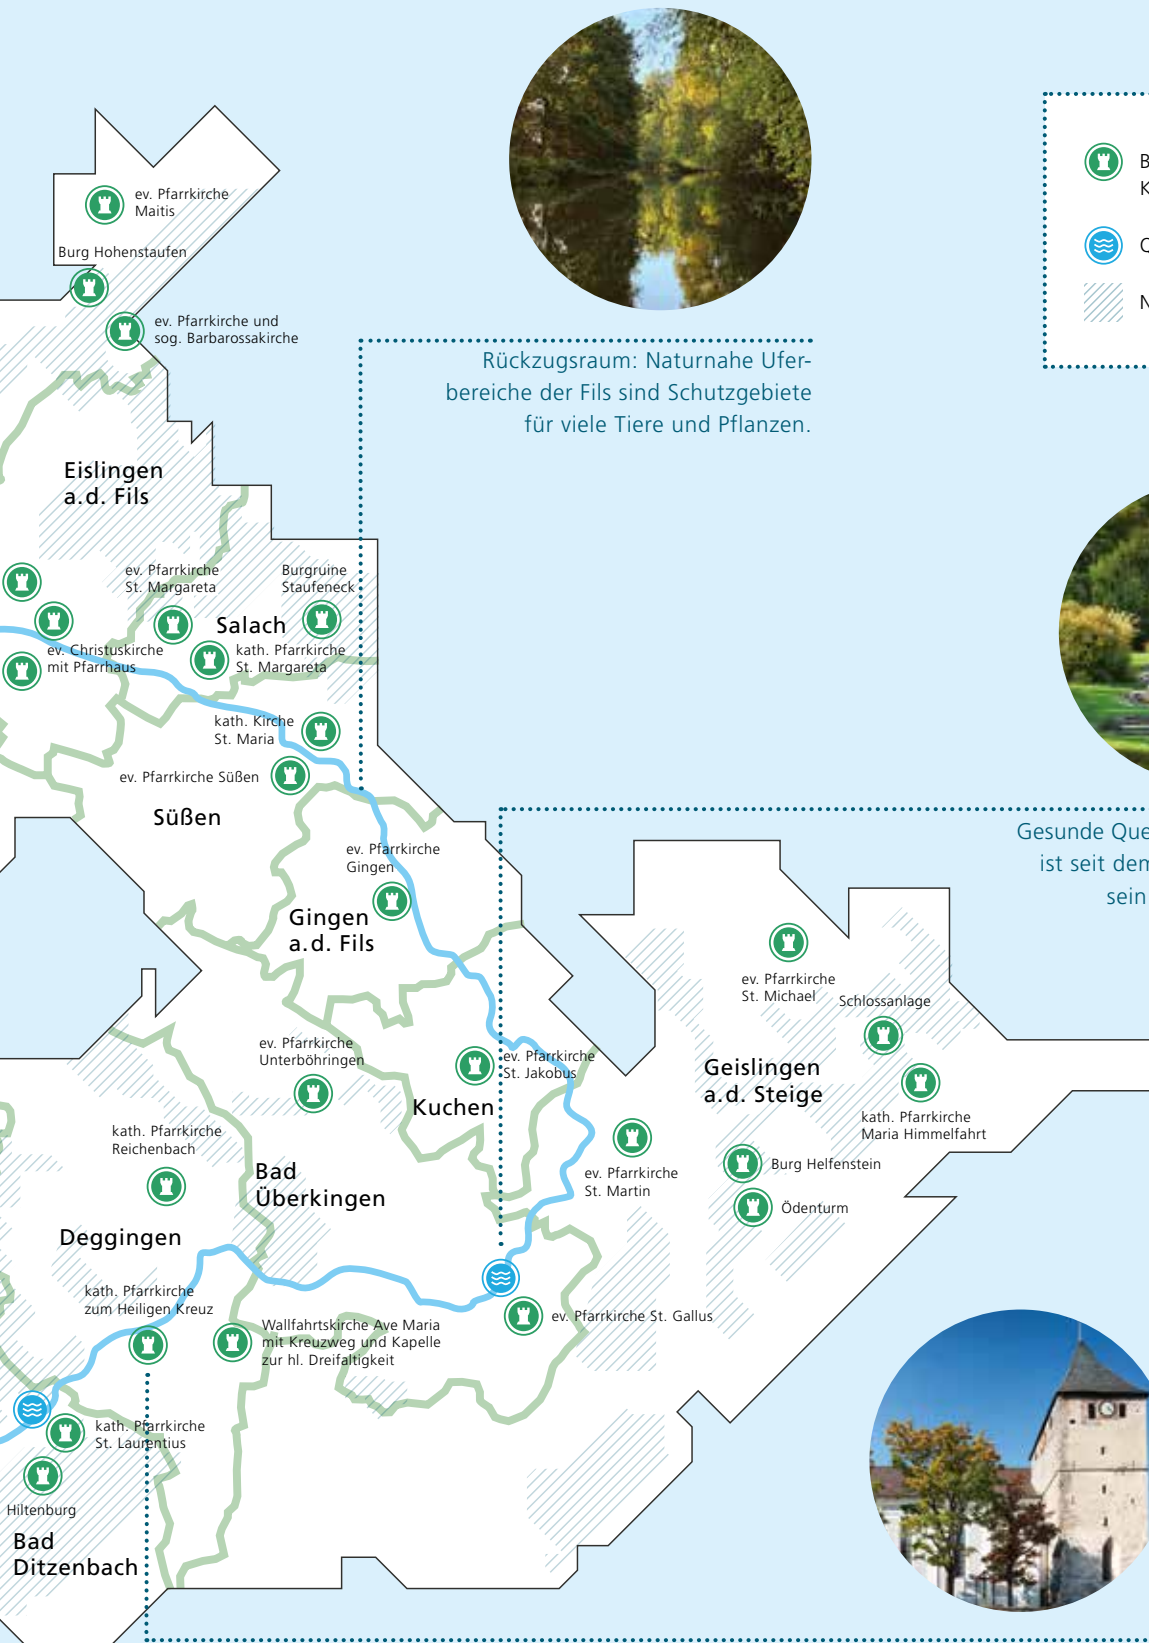 ev. Pfarrkirche
Maitis
Burg Hohenstaufen
ev. Pfarrkirche und
sog. Barbarossakirche
B
K
Q
N
Rückzugsraum: Naturnahe Ufer-
bereiche der Fils sind Schutzgebiete
für viele Tiere und Pflanzen.
Eislingen
a.d. Fils
ev. Pfarrkirche
St. Margareta
Burgruine
Staufeneck
Salach
ev. Christuskirche
mit Pfarrhaus
kath. Pfarrkirche
St. Margareta
kath. Kirche
St. Maria
ev. Pfarrkirche Süßen
Süßen
Gesunde Que
ist seit dem
sein
ev. Pfarrkirche
Gingen
Gingen
a.d. Fils
ev. Pfarrkirche
St. Michael
Schlossanlage
ev. Pfarrkirche
Unterböhringen
ev. Pfarrkirche
St. Jakobus
Geislingen
a.d. Steige
Kuchen
kath. Pfarrkirche
Maria Himmelfahrt
kath. Pfarrkirche
Reichenbach
Bad
Überkingen
ev. Pfarrkirche
St. Martin
Burg Helfenstein
Ödenturm
Deggingen
kath. Pfarrkirche
zum Heiligen Kreuz
Wallfahrtskirche Ave Maria
mit Kreuzweg und Kapelle
zur hl. Dreifaltigkeit
ev. Pfarrkirche St. Gallus
kath. Pfarrkirche
St. Laurentius
Hiltenburg
Bad
Ditzenbach